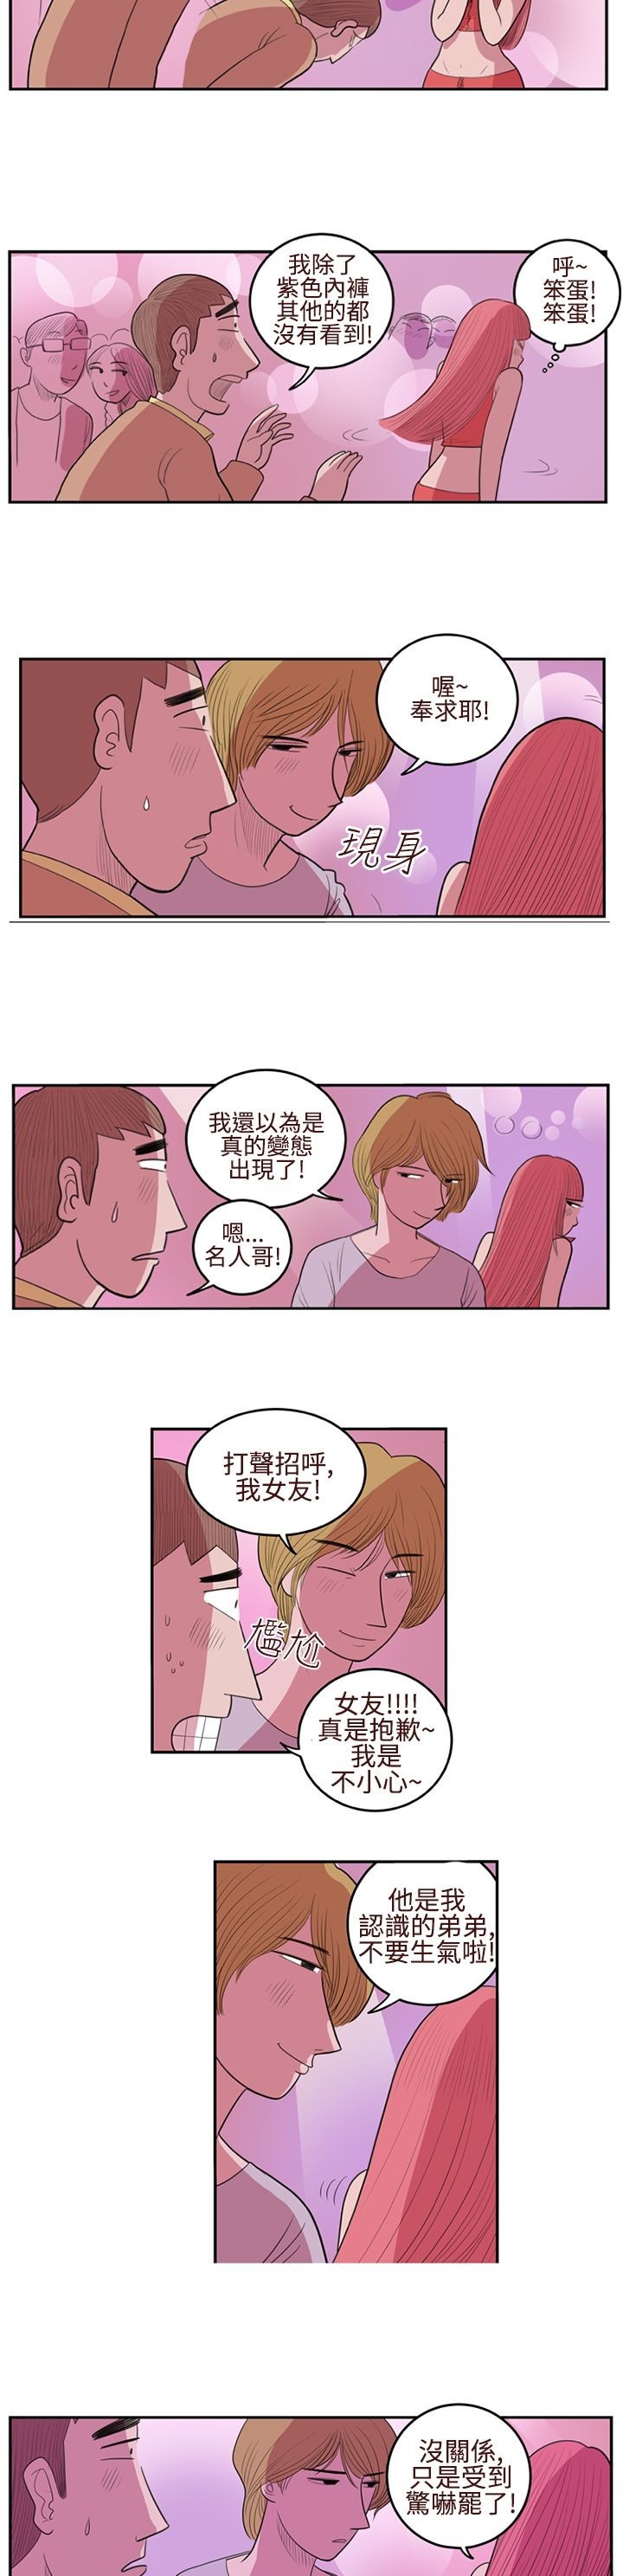 我除了
紫色內褲
其他的都
沒有看到!
呼~
笨蛋!
笨蛋!
喔~
奉求耶!
現身
我還以為是
真的變態
出現了!
嗯...
名人哥!
打聲招呼,
我女友!
尷尬
女友!!!!
真是抱歉~
我是
不小心~
他是我
認識的弟弟,
不要生氣啦!
沒關係,
只是受到
驚嚇罷了!